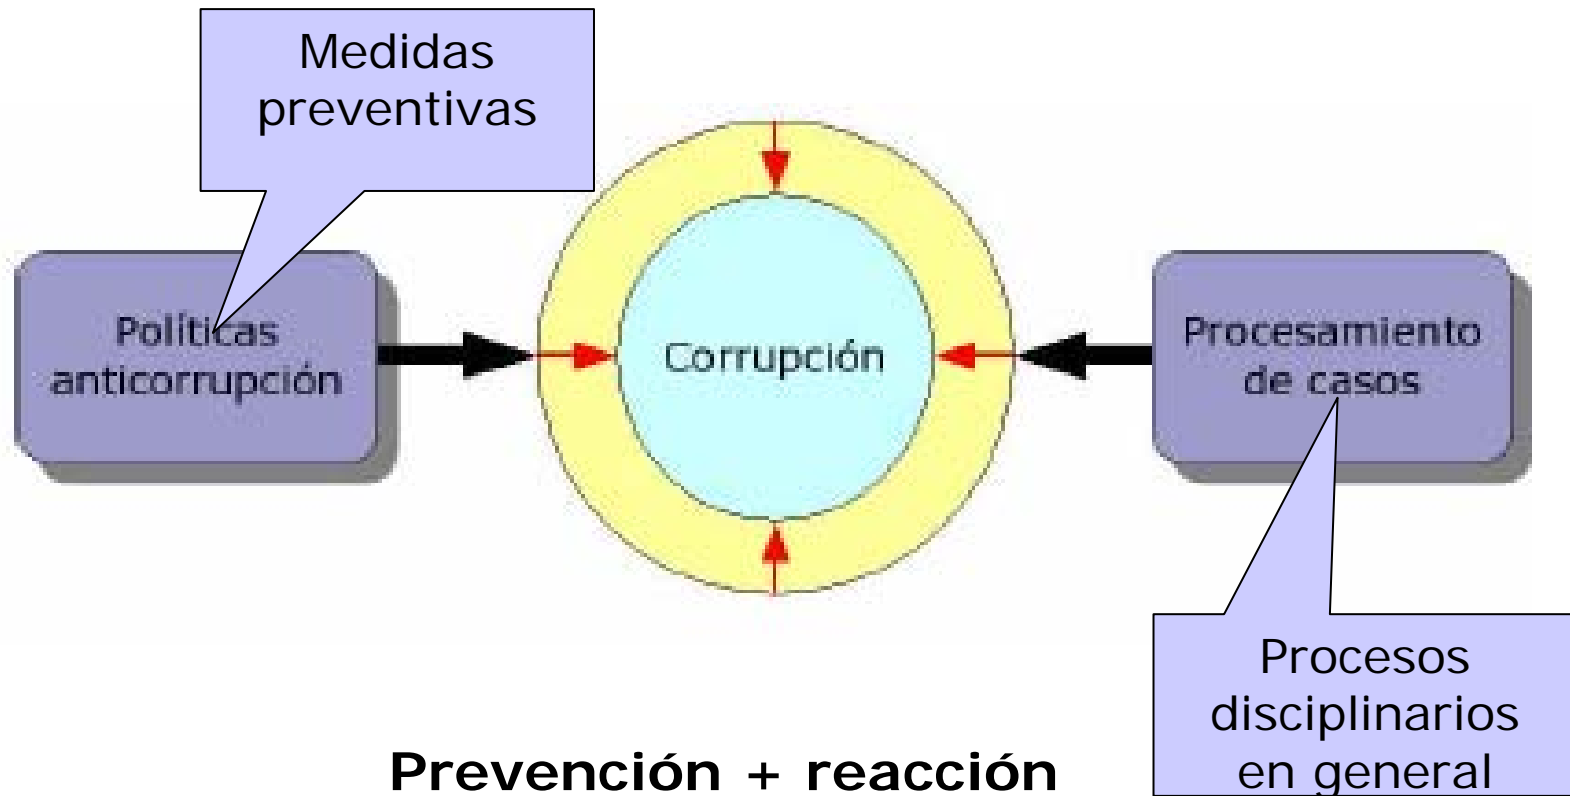 Medidas
preventivas
Políticas
anticorrupción
Corrupción
Procesamiento
de casos
Procesos
disciplinarios
en general
Prevención + reacción